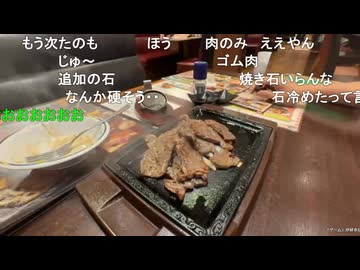 もう次たのも
ほう
肉のみ　ええやん
じゅ～
ゴム肉
追加の石
焼き石いらんな
なんか硬そう‥
石冷めたって言
おおおおおお